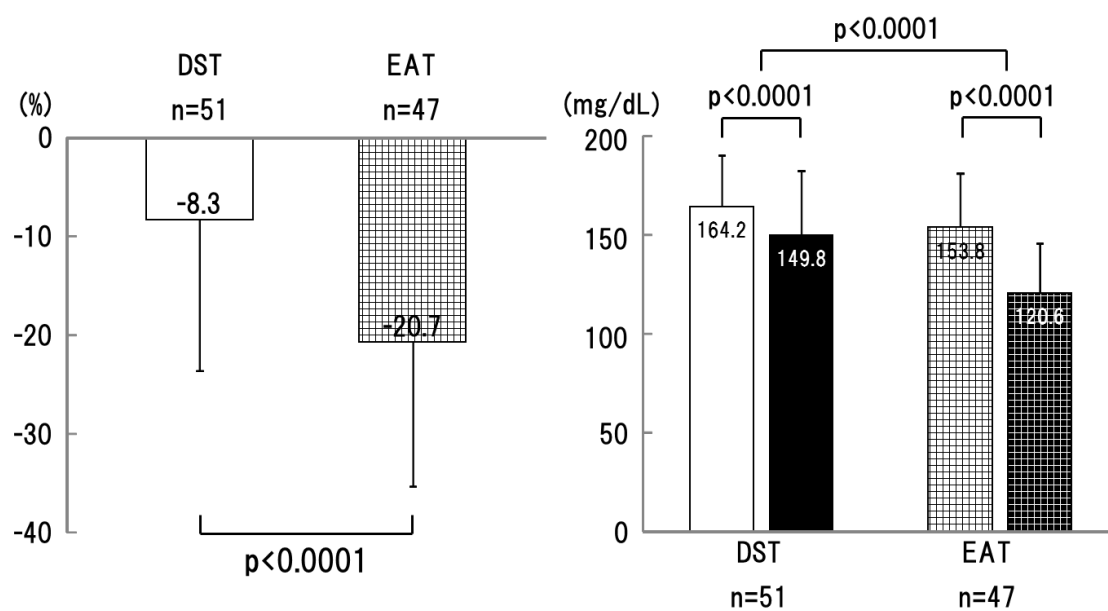 DST EAT
(%) n=51 n=47
0
-8.3
-10
-20
-20.7
-30
-40
p<0.0001
p<0.0001
p<0.0001 p<0.0001
(mg/dL)
200
164.2
149.8
153.8
120.6
150
100
50
0
DST EAT
n=51 n=47